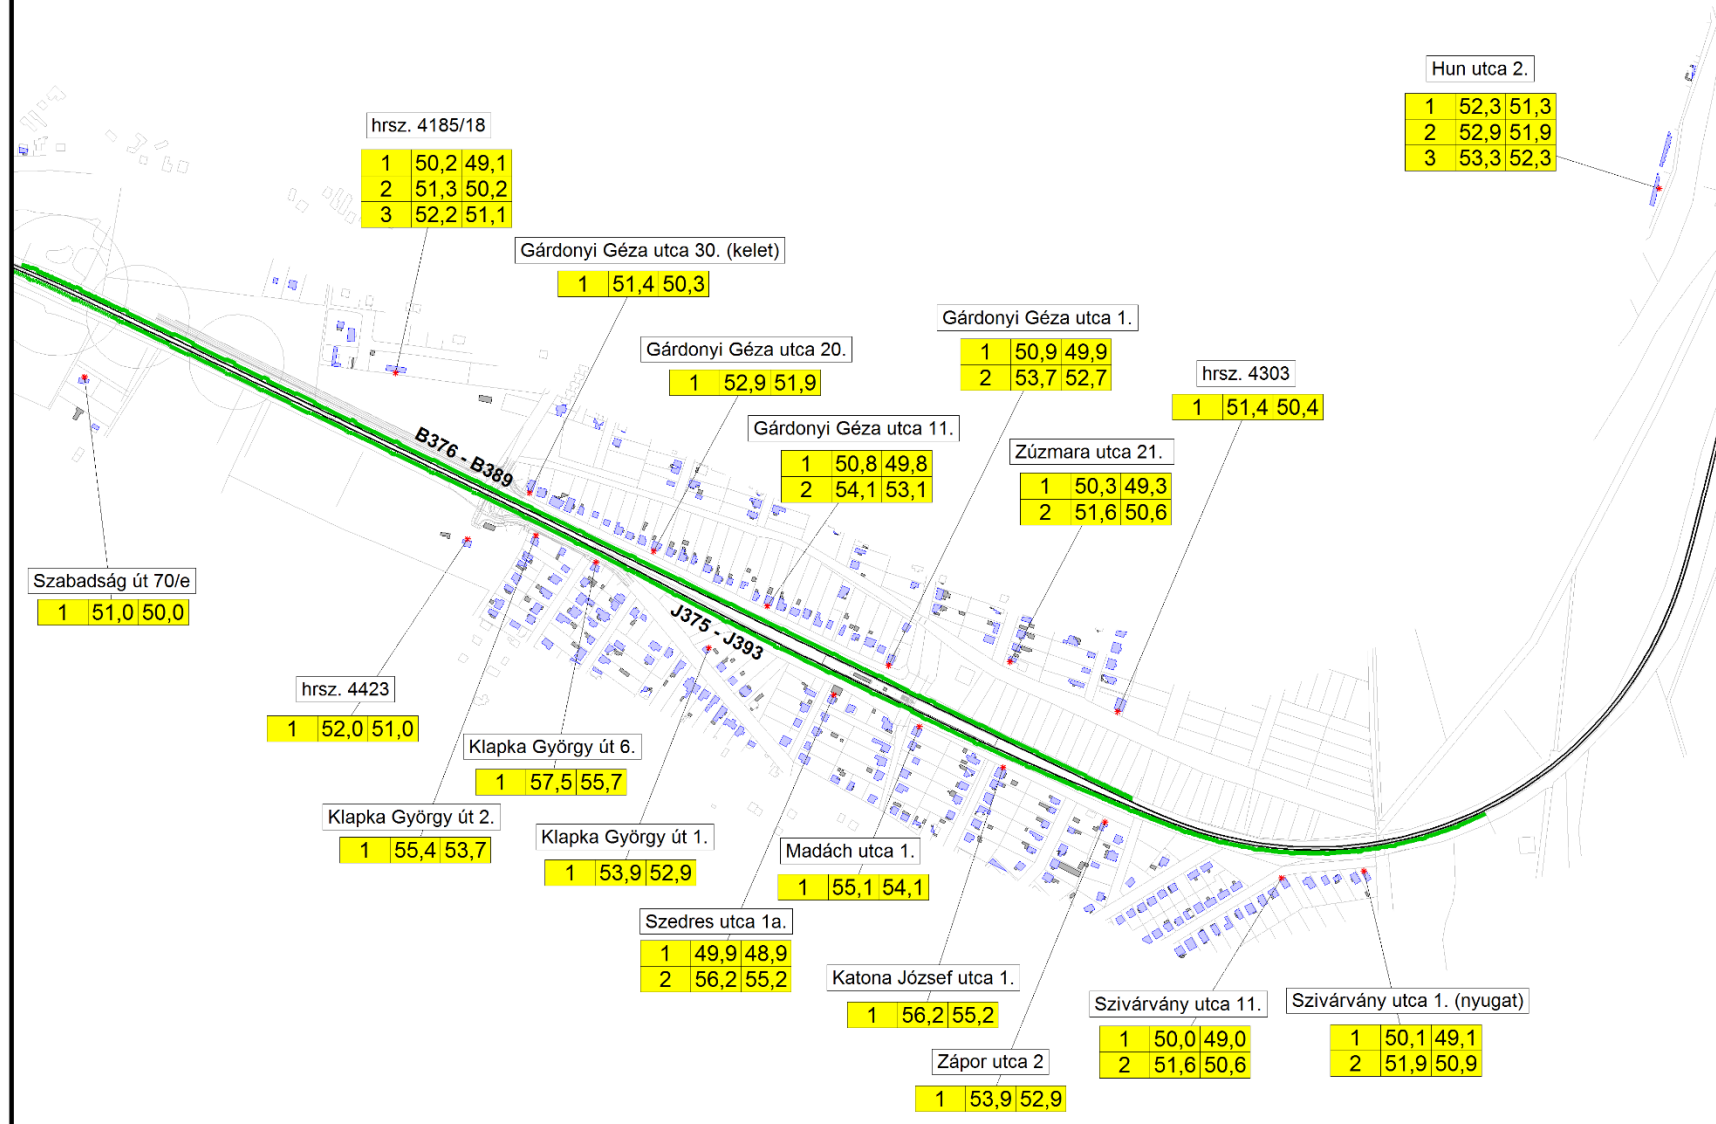 Hun utca 2.
1 52,3 51,3
2 52,9 51,9
3 53,3 52,3
hrsz. 4185/18
1 50,2 49,1
2 51,3 50,2
3 52,2 51,1
Gárdonyi Géza utca 30. (kelet)
1 51,4 50,3
Gárdonyi Géza utca 20.
1 52,9 51,9
Gárdonyi Géza utca 1.
1 50,9 49,9
2 53,7 52,7
hrsz. 4303
1 51,4 50,4
Gárdonyi Géza utca 11.
1 50,8 49,8
2 54,1 53,1
Zúzmara utca 21.
1 50,3 49,3
2 51,6 50,6
B376 - B389
J375 - J393
Szabadság út 70/e
1 51,0 50,0
hrsz. 4423
1 52,0 51,0
Klapka György út 6.
1 57,5 55,7
Klapka György út 2.
1 55,4 53,7
Klapka György út 1.
1 53,9 52,9
Madách utca 1.
1 55,1 54,1
Szedres utca 1a.
1 49,9 48,9
2 56,2 55,2
Katona József utca 1.
1 56,2 55,2
Zápor utca 2
1 53,9 52,9
Szivárvány utca 11.
1 50,0 49,0
2 51,6 50,6
Szivárvány utca 1. (nyugat)
1 50,1 49,1
2 51,9 50,9